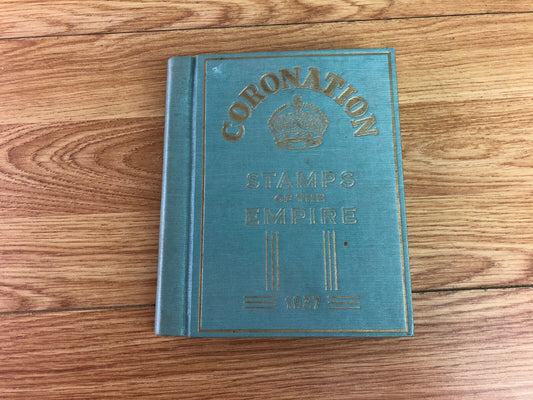 CORONATION
STAMPS
OF THE
EMPIRE
1937